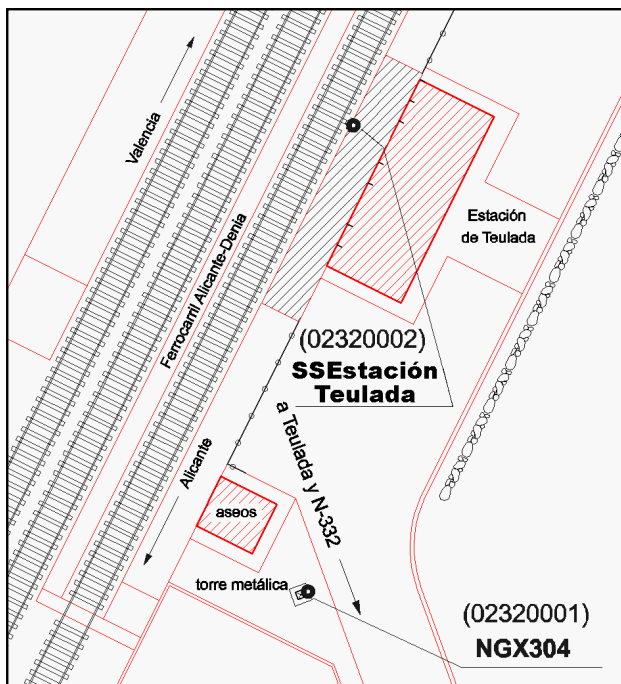 Valencia
Ferrocarril Alicante-Denia
Estación
de Teulada
(02320002)
SSEstación
Teulada
a Teulada y N-332
Alicante
aseos
torre metálica
(02320001)
NGX304